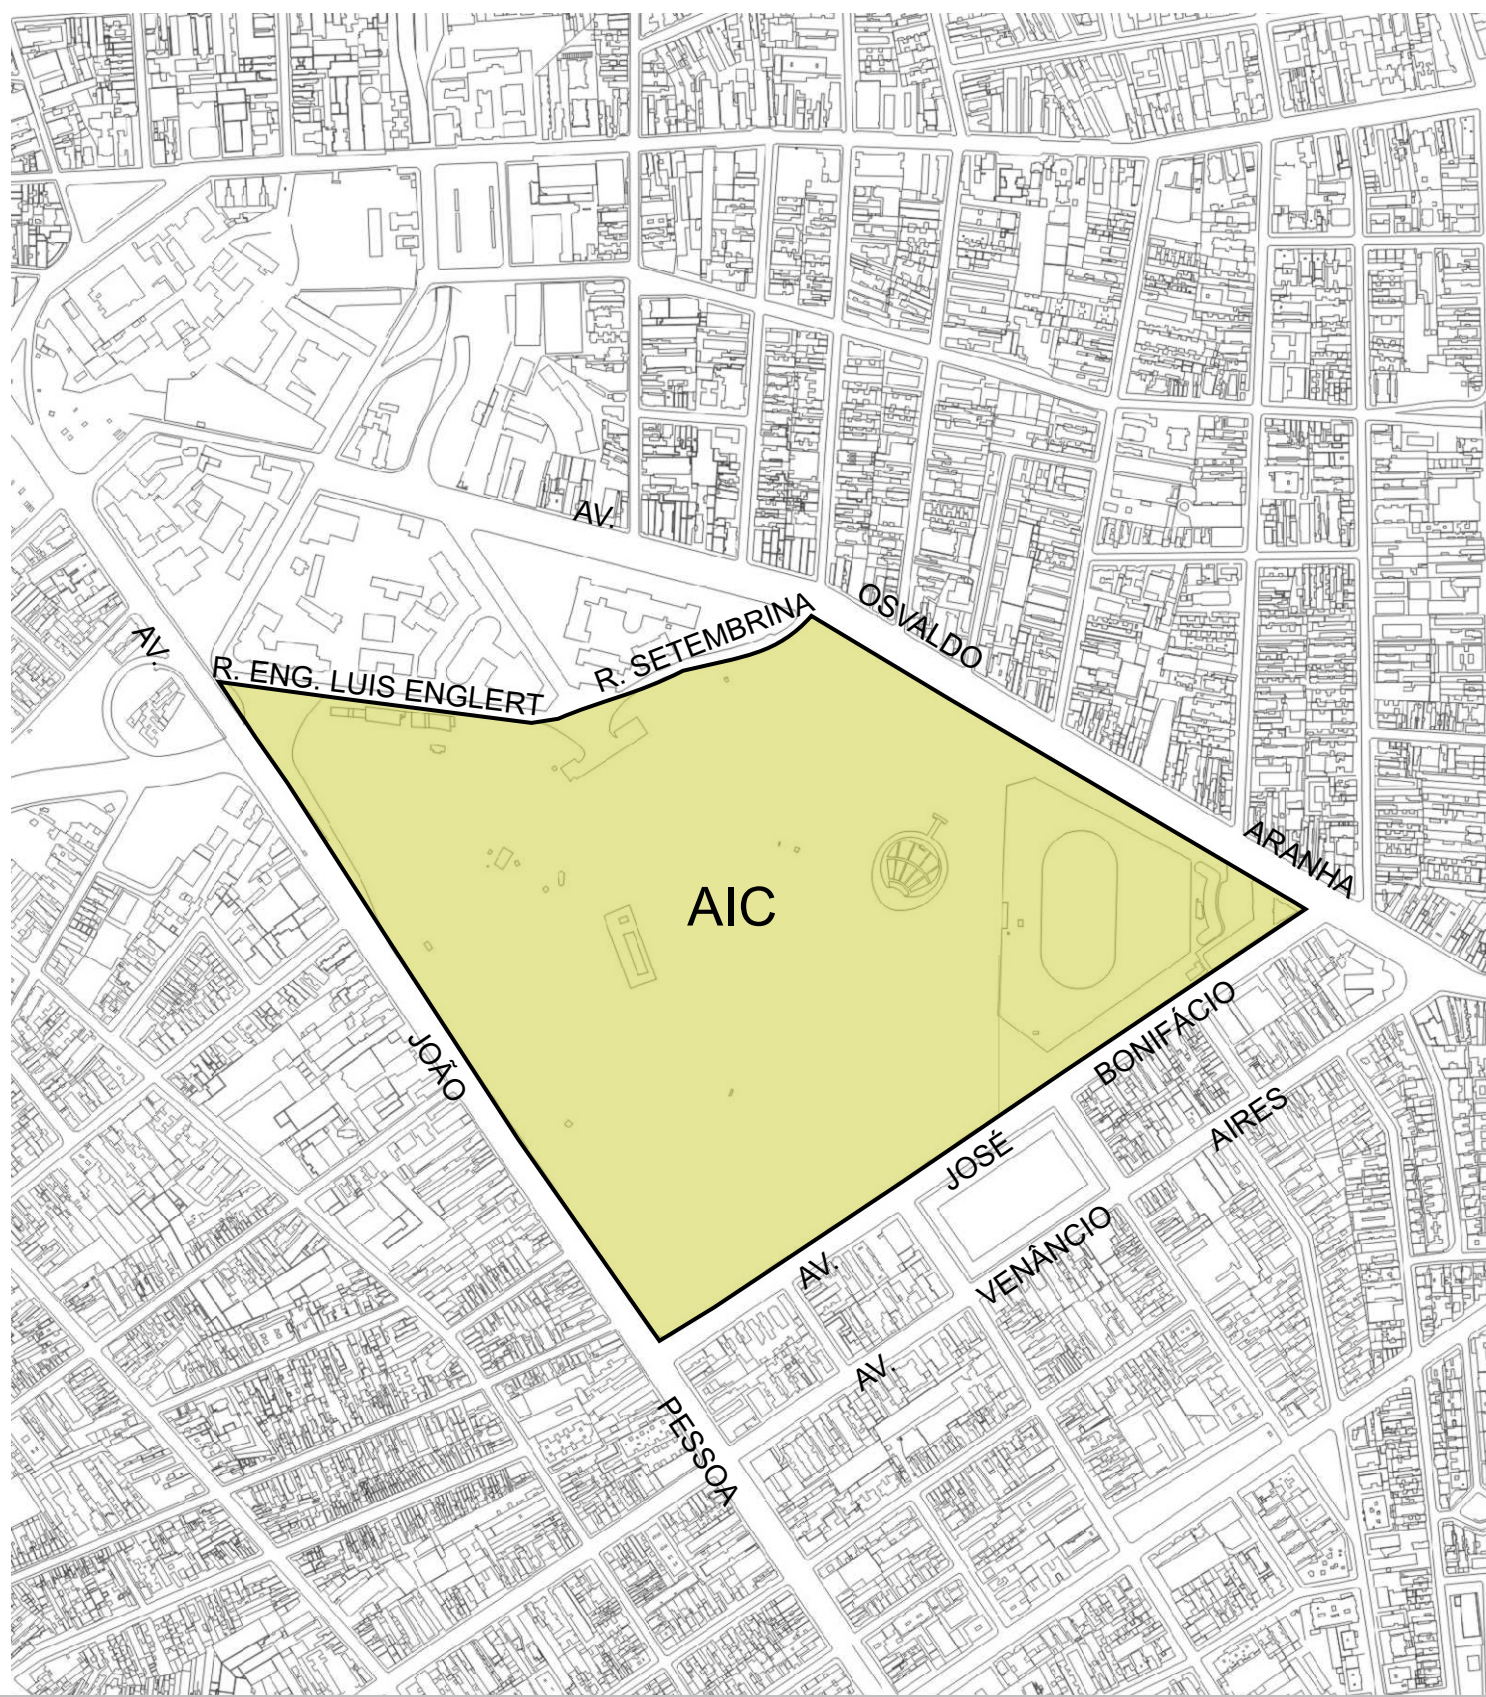 AV.
OSVALDO
ARANHA
R. SETEMBRINA
AV.
R. ENG. LUIS ENGLERT
AIC
JOÃO
PESSOA
BONIFÁCIO
JOSÉ
AV.
AIRES
VENÂNCIO
AV.